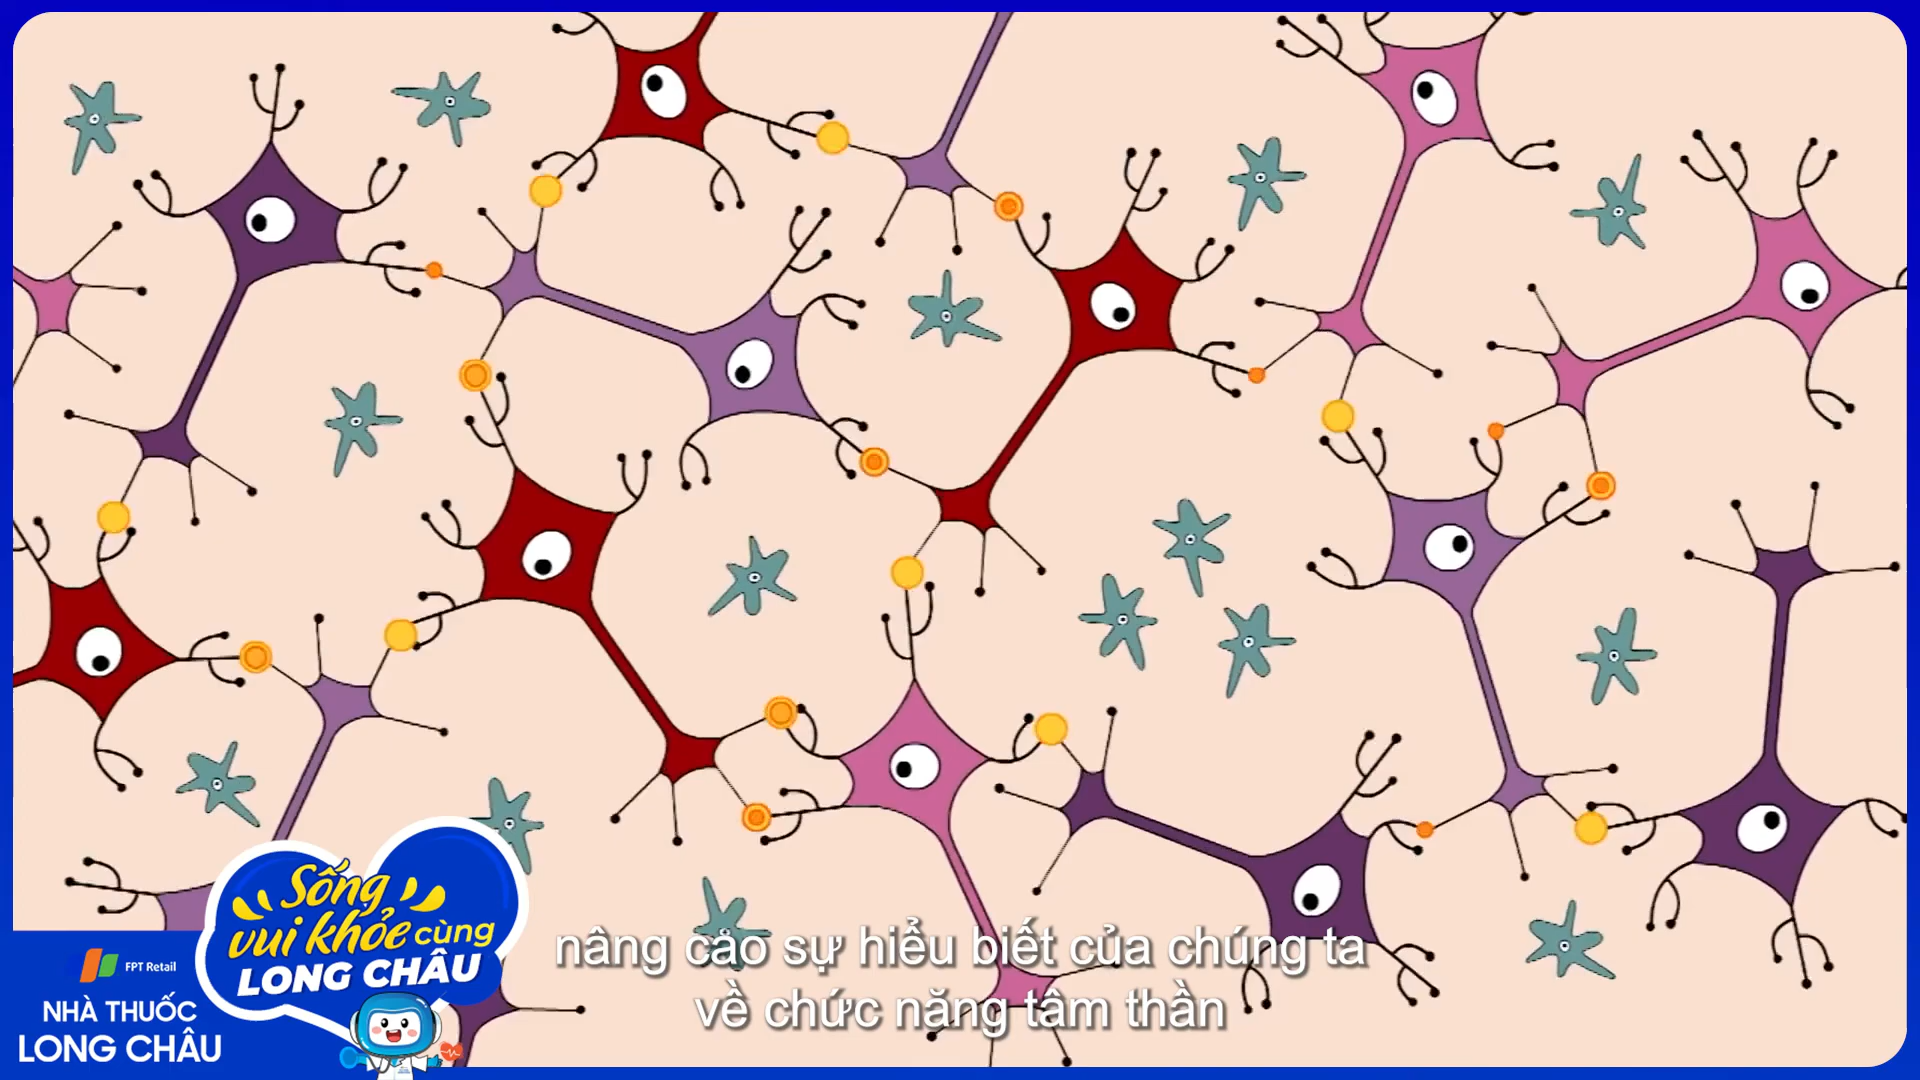 Sống
vui khỏe cùng
LONG CHÂU
FPT Retail
NHÀ THUỐC
LONG CHÂU
nâng cao sự hiểu biết của chúng ta
về chức năng tâm thần